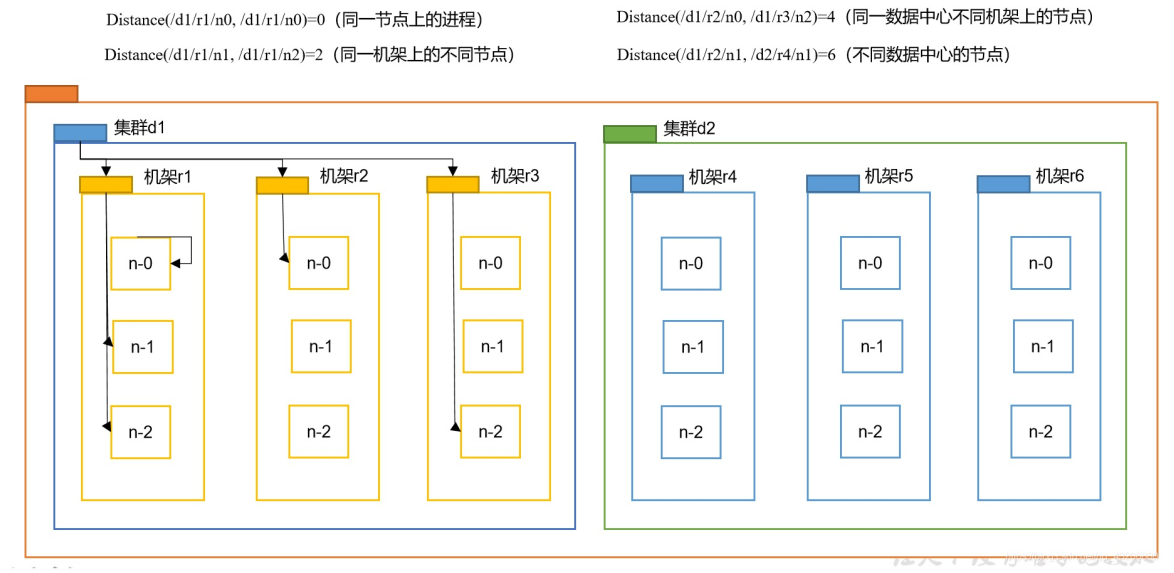 Distance(/d1/r1/n0, /d1/r1/n0)=0（同一节点上的进程）
Distance(/d1/r2/n0, /d1/r3/n2)=4（同一数据中心不同机架上的节点）
Distance(/d1/r1/n1, /d1/r1/n2)=2（同一机架上的不同节点）
Distance(/d1/r2/n1, /d2/r4/n1)=6（不同数据中心的节点）
集群d1
集群d2
机架r1
机架r2
机架r3
机架r4
机架r5
机架r6
n-0
n-0
n-0
n-0
n-0
n-0
n-1
n-1
n-1
n-1
n-1
n-1
n-2
n-2
n-2
n-2
n-2
n-2